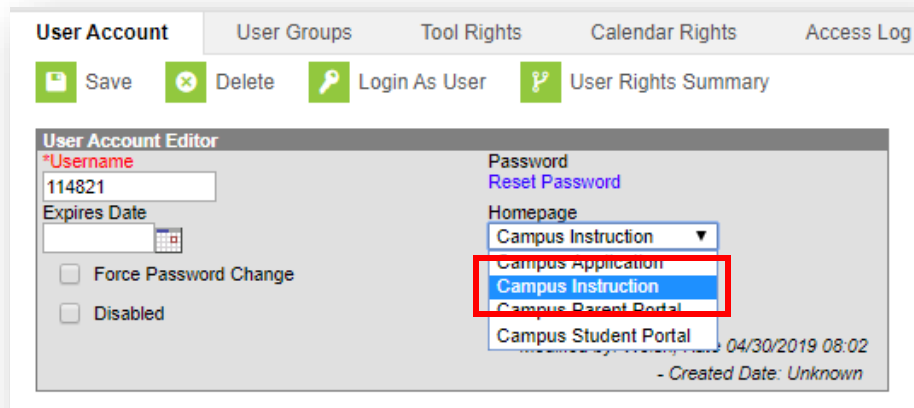 User Account User Groups Tool Rights Calendar Rights Access Log
Save Delete Login As User User Rights Summary
User Account Editor
*Username Password
114821 Reset Password
Expires Date Homepage
Campus Instruction
Campus Application
Force Password Change
Campus Instruction
Campus Parent Portal
Disabled
Campus Student Portal
04/30/2019 08:02
- Created Date: Unknown